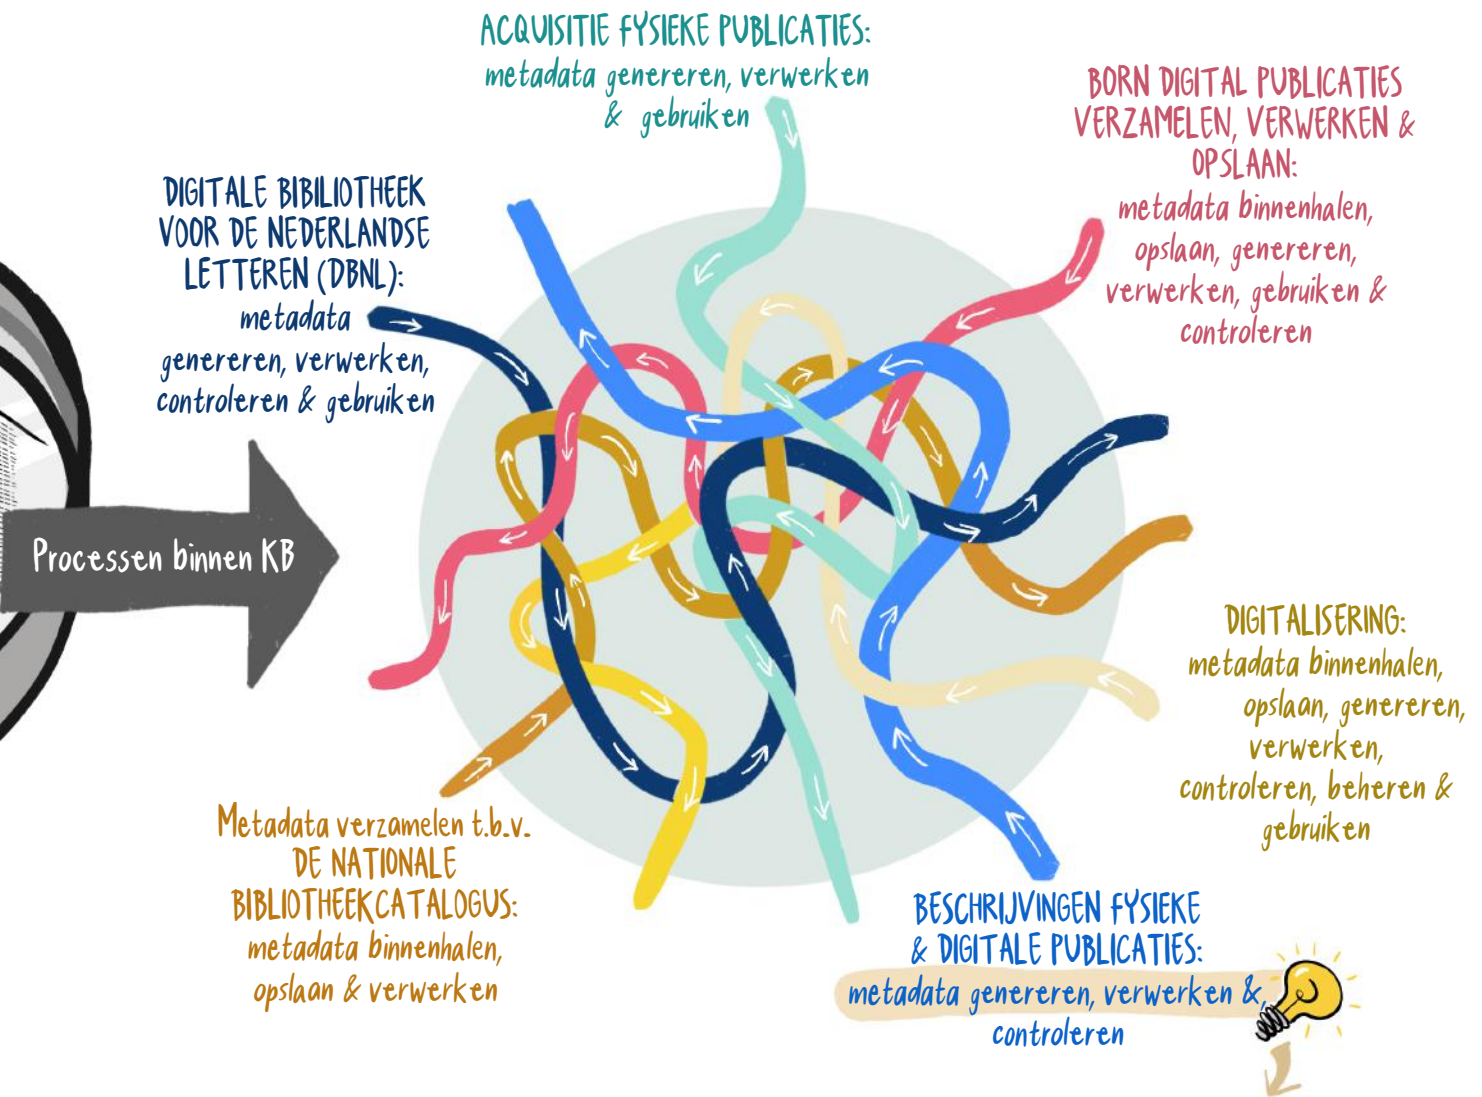 ACQUISITIE FYSIEKE PUBLICATIES:
metadata genereren, verwerken
& gebruiken
BORN DIGITAL PUBLICATIES
VERZAMELEN, VERWERKEN &
OPSLAAN:
metadata binnenhalen,
opslaan, genereren,
verwerken, gebruiken &
controleren
DIGITALE BIBILIOTHEEK
VOOR DE NEDERLANDSE
LETTEREN (DBNL):
metadata
genereren, verwerken,
controleren & gebruiken
Processen binnen KB
DIGITALISERING:
metadata binnenhalen,
opslaan, genereren,
verwerken,
controleren, beheren &
gebruiken
Metadata verzamelen t.b.v.
DE NATIONALE
BIBLIOTHEEKCATALOGUS:
metadata binnenhalen,
opslaan & verwerken
BESCHRIJVINGEN FYSIEKE
& DIGITALE PUBLICATIES:
metadata genereren, verwerken &
controleren